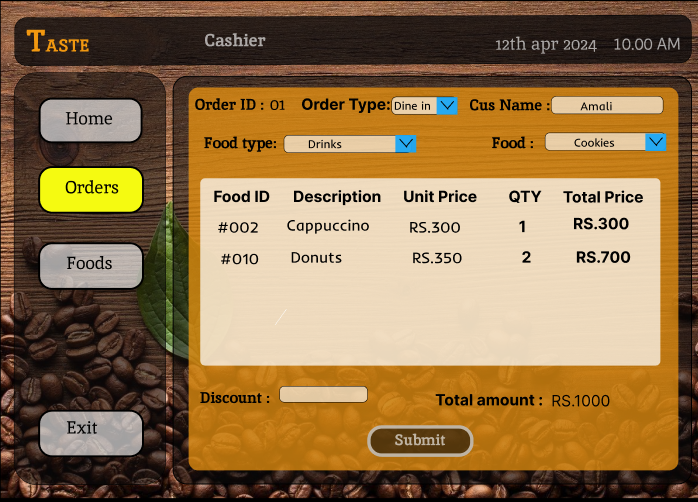 TASTE
Cashier
12th apr 2024 10.00 AM
Home
Orders
Foods
Exit
Order ID : 01 Order Type: Dine in Cus Name : Amali
Food type: Drinks Food : Cookies
Food ID Description Unit Price QTY Total Price
#002 Cappuccino RS.300 1 RS.300
#010 Donuts RS.350 2 RS.700
Discount : Total amount : RS.1000
Submit